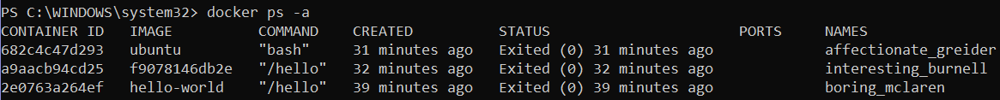 PS C:\WINDOWS\system32> docker ps -a
CONTAINER ID   IMAGE          COMMAND    CREATED          STATUS                      PORTS     NAMES
682c4c47d293   ubuntu         "bash"     31 minutes ago   Exited (0) 31 minutes ago             affectionate_greider
a9aacb94cd25   f9078146db2e   "/hello"   32 minutes ago   Exited (0) 32 minutes ago             interesting_burnell
2e0763a264ef   hello-world    "/hello"   39 minutes ago   Exited (0) 39 minutes ago             boring_mclaren